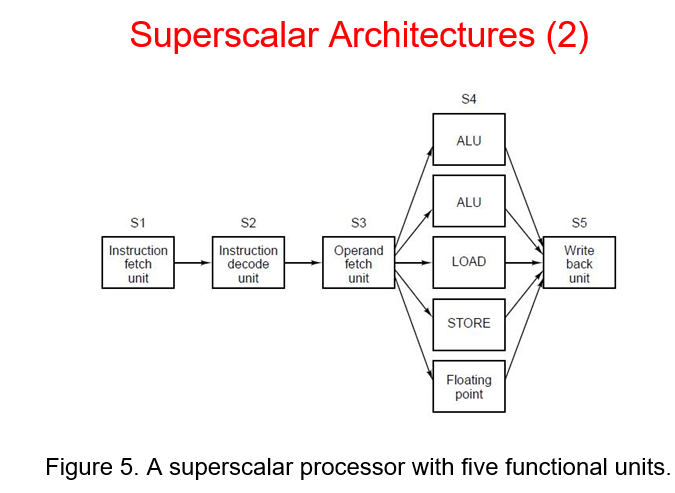 Superscalar Architectures (2)
S4
ALU
ALU
S1
S2
S3
S5
Instruction
fetch
unit
Instruction
decode
unit
Operand
fetch
unit
LOAD
Write
back
unit
STORE
Floating
point
Figure 5. A superscalar processor with five functional units.